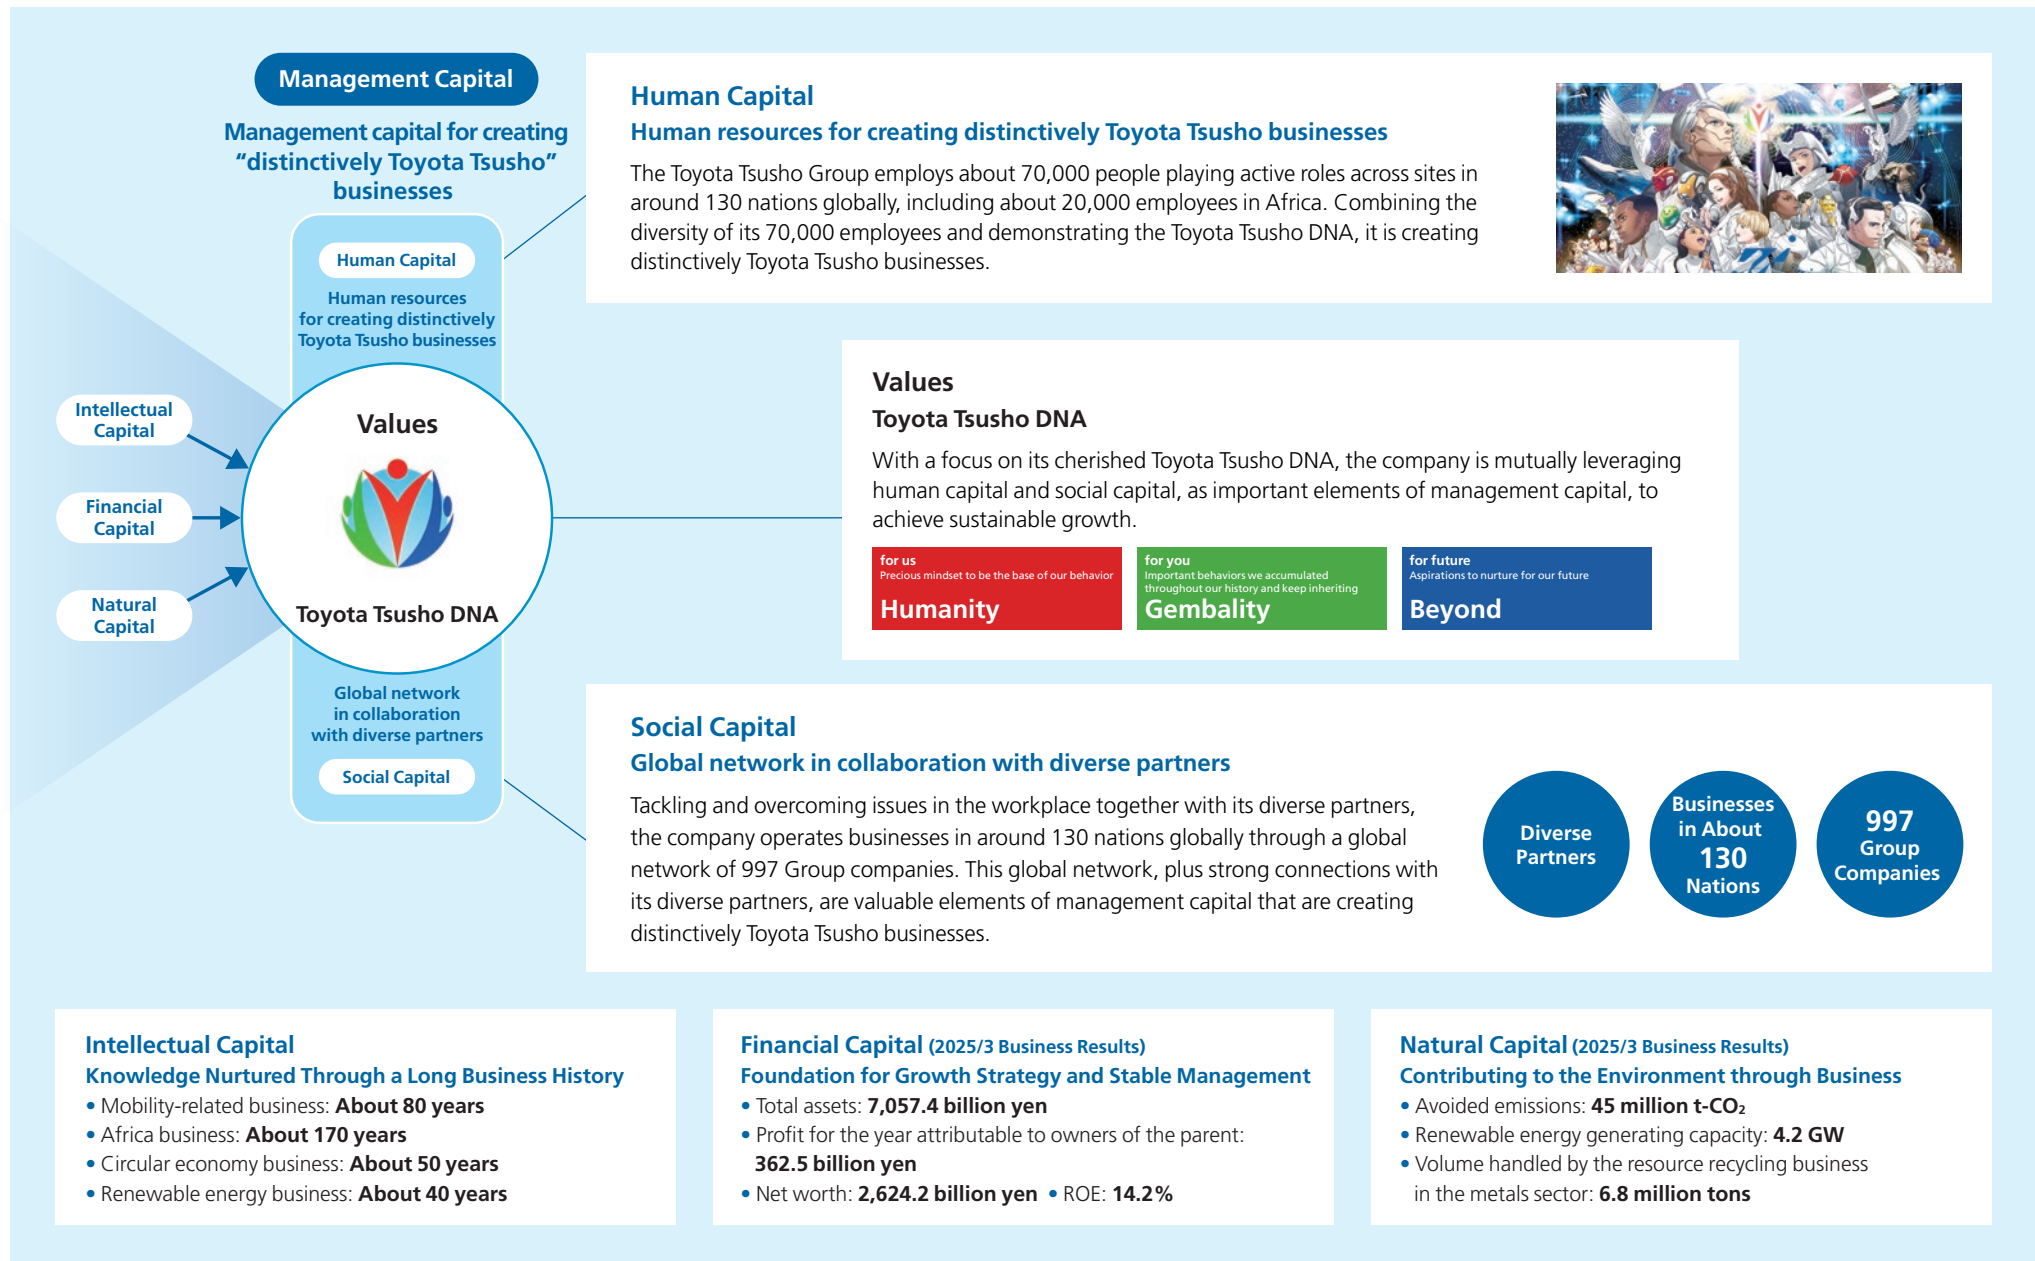 Management Capital
Management capital for creating
“distinctively Toyota Tsusho”
businesses
Human Capital
Human resources
for creating distinctively
Toyota Tsusho businesses
Intellectual
Capital
Financial
Capital
Natural
Capital
Values
Toyota Tsusho DNA
Global network
in collaboration
with diverse partners
Social Capital
Human Capital
Human resources for creating distinctively Toyota Tsusho businesses
The Toyota Tsusho Group employs about 70,000 people playing active roles across sites in
around 130 nations globally, including about 20,000 employees in Africa. Combining the
diversity of its 70,000 employees and demonstrating the Toyota Tsusho DNA, it is creating
distinctively Toyota Tsusho businesses.
Values
Toyota Tsusho DNA
With a focus on its cherished Toyota Tsusho DNA, the company is mutually leveraging
human capital and social capital, as important elements of management capital, to
achieve sustainable growth.
for us
Precious mindset to be the base of our behavior
Humanity
for you
Important behaviors we accumulated
throughout our history and keep inheriting
Gembality
for future
Aspirations to nurture for our future
Beyond
Social Capital
Global network in collaboration with diverse partners
Tackling and overcoming issues in the workplace together with its diverse partners,
the company operates businesses in around 130 nations globally through a global
network of 997 Group companies. This global network, plus strong connections with
its diverse partners, are valuable elements of management capital that are creating
distinctively Toyota Tsusho businesses.
Diverse
Partners
Businesses
in About
130
Nations
997
Group
Companies
Intellectual Capital
Knowledge Nurtured Through a Long Business History
• Mobility-related business: About 80 years
• Africa business: About 170 years
• Circular economy business: About 50 years
• Renewable energy business: About 40 years
Financial Capital (2025/3 Business Results)
Foundation for Growth Strategy and Stable Management
• Total assets: 7,057.4 billion yen
• Profit for the year attributable to owners of the parent:
362.5 billion yen
• Net worth: 2,624.2 billion yen • ROE: 14.2%
Natural Capital (2025/3 Business Results)
Contributing to the Environment through Business
• Avoided emissions: 45 million t-CO₂
• Renewable energy generating capacity: 4.2 GW
• Volume handled by the resource recycling business
in the metals sector: 6.8 million tons